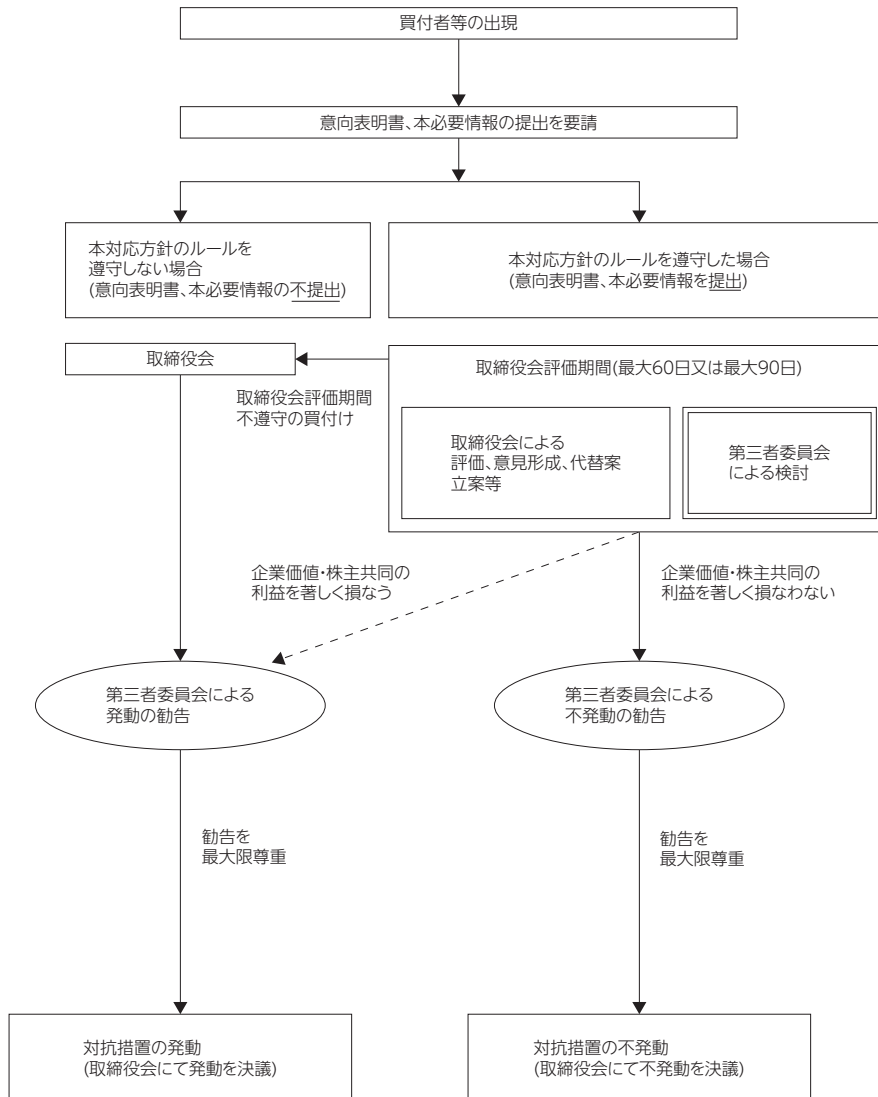 買付者等の出現
意向表明書、本必要情報の提出を要請
本対応方針のルールを
遵守しない場合
(意向表明書、本必要情報の不提出)
本対応方針のルールを遵守した場合
(意向表明書、本必要情報を提出)
取締役会
取締役会評価期間(最大60日又は最大90日)
取締役会評価期間
不遵守の買付け
取締役会による
評価、意見形成、代替案
立案等
第三者委員会
による検討
企業価値・株主共同の
利益を著しく損なう
企業価値・株主共同の
利益を著しく損なわない
第三者委員会による
発動の勧告
第三者委員会による
不発動の勧告
勧告を
最大限尊重
勧告を
最大限尊重
対抗措置の発動
(取締役会にて発動を決議)
対抗措置の不発動
(取締役会にて不発動を決議)